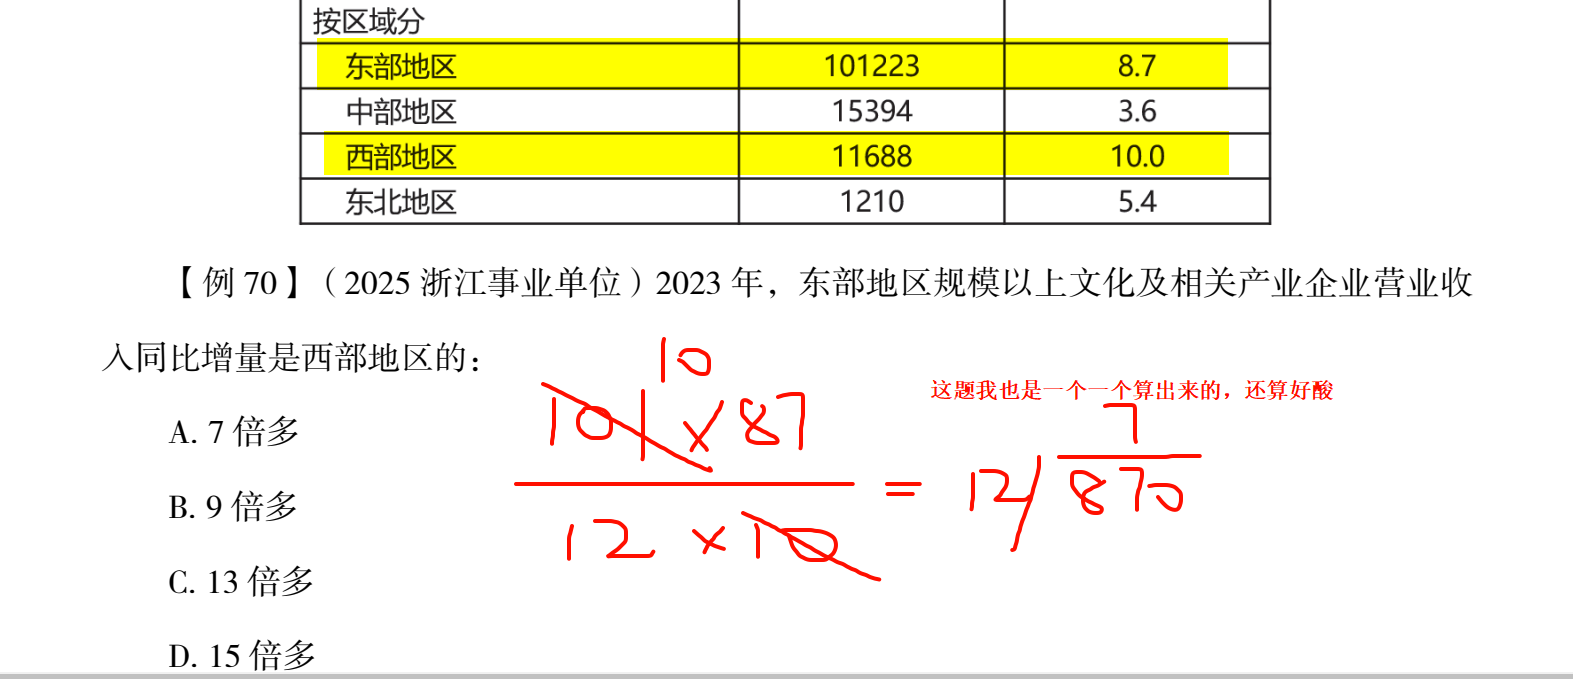 按区域分
东部地区 101223 8.7
中部地区 15394 3.6
西部地区 11688 10.0
东北地区 1210 5.4
【例 70】（2025 浙江事业单位）2023 年，东部地区规模以上文化及相关产业企业营业收
入同比增量是西部地区的：
A. 7 倍多
B. 9 倍多
C. 13 倍多
D. 15 倍多
10
101 × 87
12 × 10
=
这题我也是一个一个算出来的，还算好酸
7
12/870